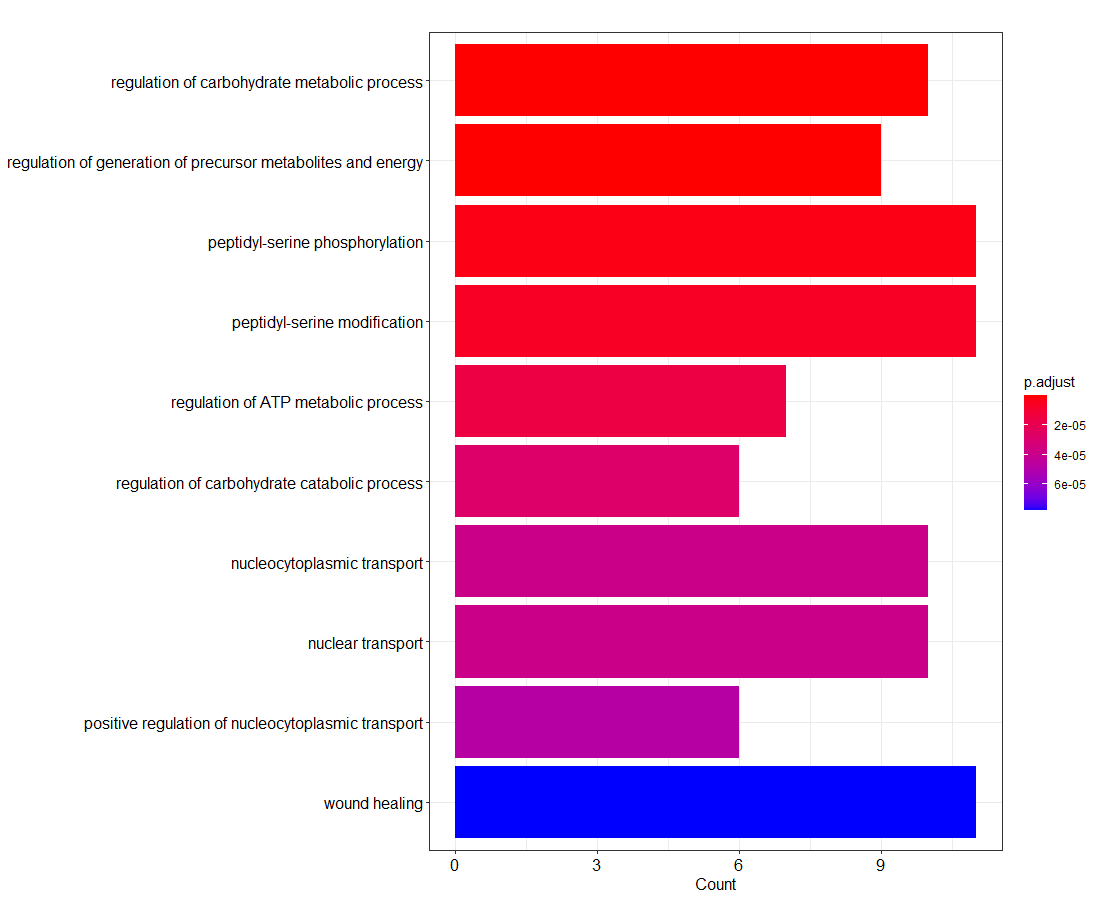 regulation of carbohydrate metabolic process
regulation of generation of precursor metabolites and energy
peptidyl-serine phosphorylation
peptidyl-serine modification
regulation of ATP metabolic process
regulation of carbohydrate catabolic process
nucleocytoplasmic transport
nuclear transport
positive regulation of nucleocytoplasmic transport
wound healing
0 3 6 9
Count
p.adjust
2e-05
4e-05
6e-05